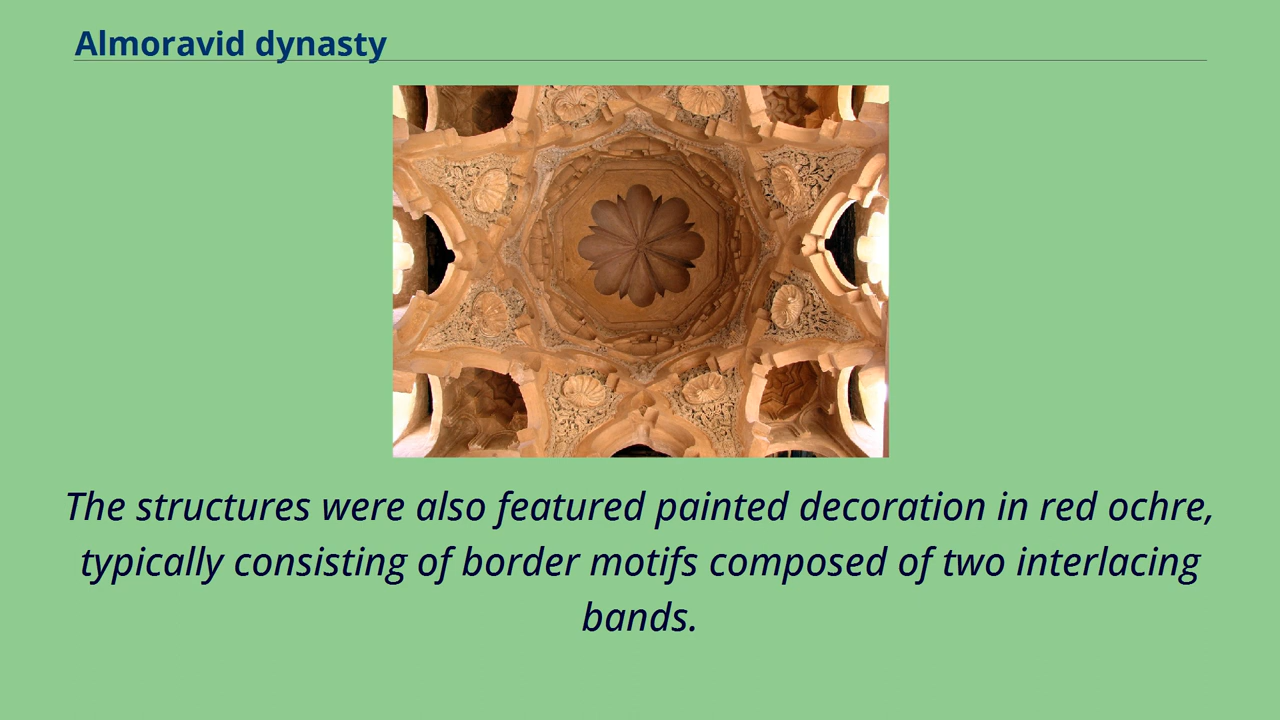 Almoravid dynasty
The structures were also featured painted decoration in red ochre,
typically consisting of border motifs composed of two interlacing
bands.